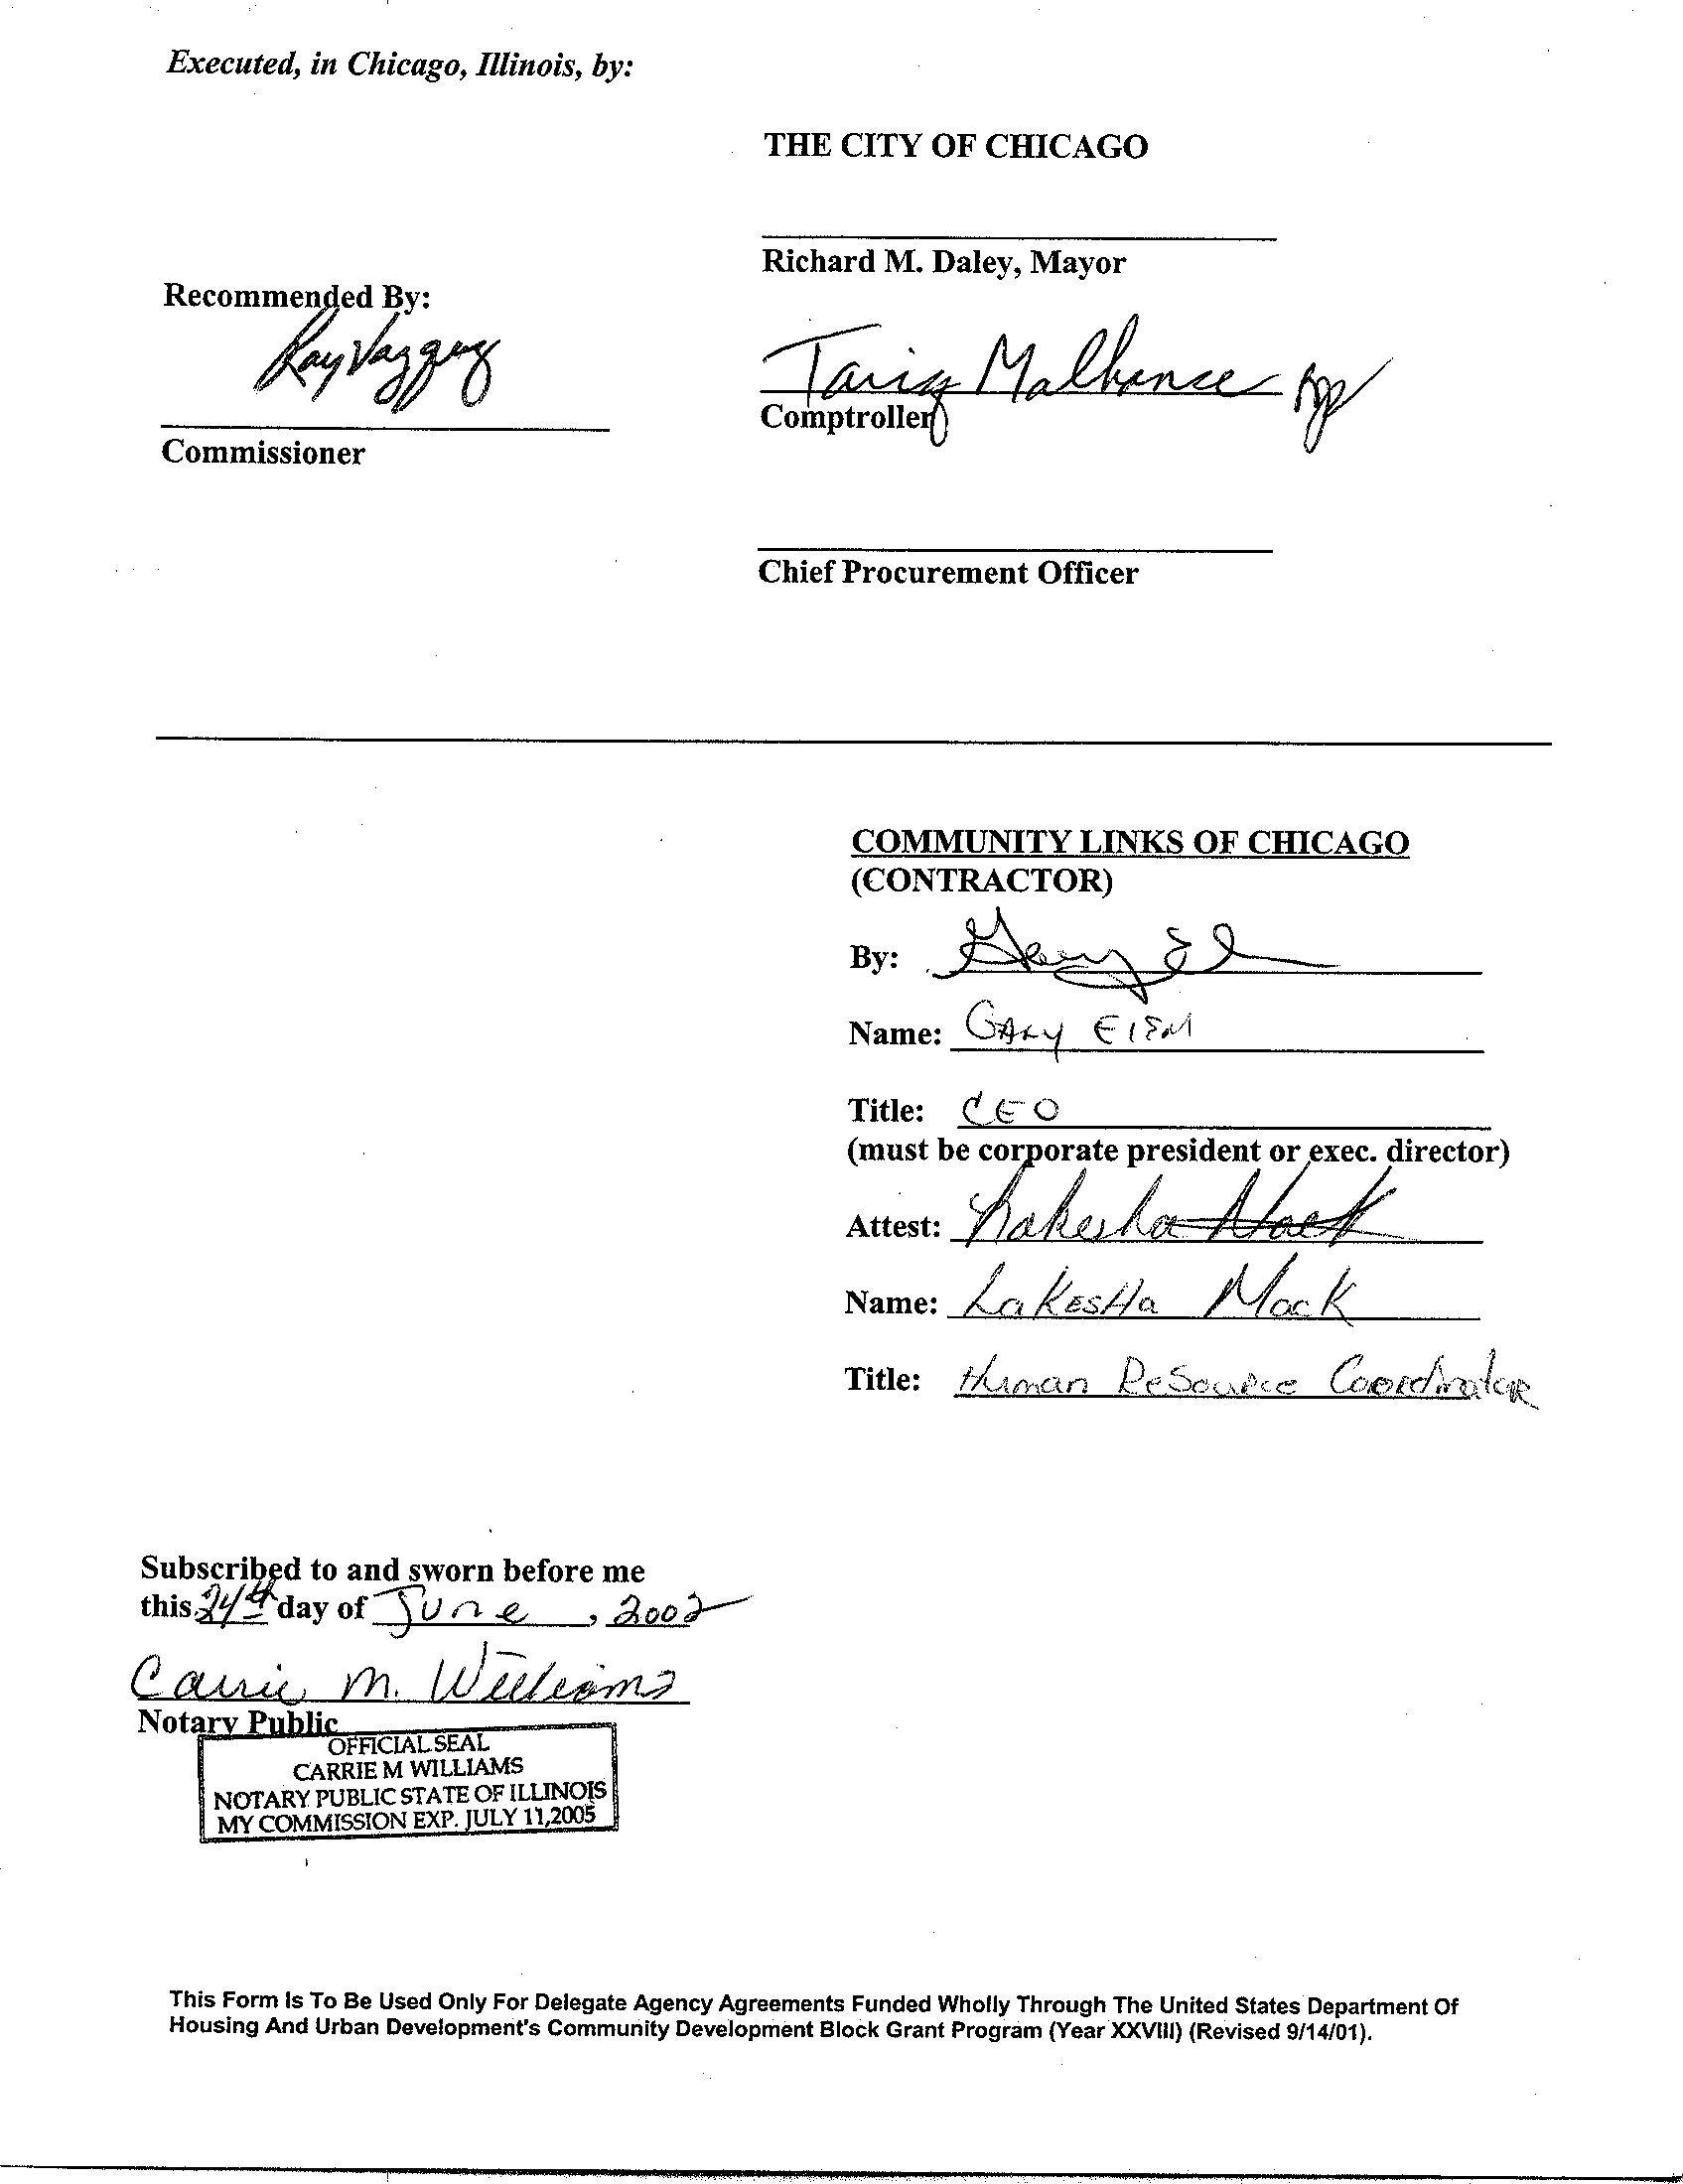 Executed, in Chicago, Illinois, by:
THE CITY OF CHICAGO
Richard M. Daley, Mayor
Recommended By:
Ray Vazquez
Commissioner
Tariq Malhance
Comptroller
Chief Procurement Officer
COMMUNITY LINKS OF CHICAGO
(CONTRACTOR)
By: Gary
Name: GARY
Title: CEO
(must be corporate president or exec. director)
Attest: Lakesha Mack
Name: LaKesHa Mack
Title: Human ReSouRce CooRdinatoR
Subscribed to and sworn before me
this 24th day of June, 2002
Carrie M. Williams
Notary Public
OFFICIAL SEAL
CARRIE M WILLIAMS
NOTARY PUBLIC STATE OF ILLINOIS
MY COMMISSION EXP. JULY 11,2005
This Form Is To Be Used Only For Delegate Agency Agreements Funded Wholly Through The United States Department Of
Housing And Urban Development's Community Development Block Grant Program (Year XXVIII) (Revised 9/14/01).